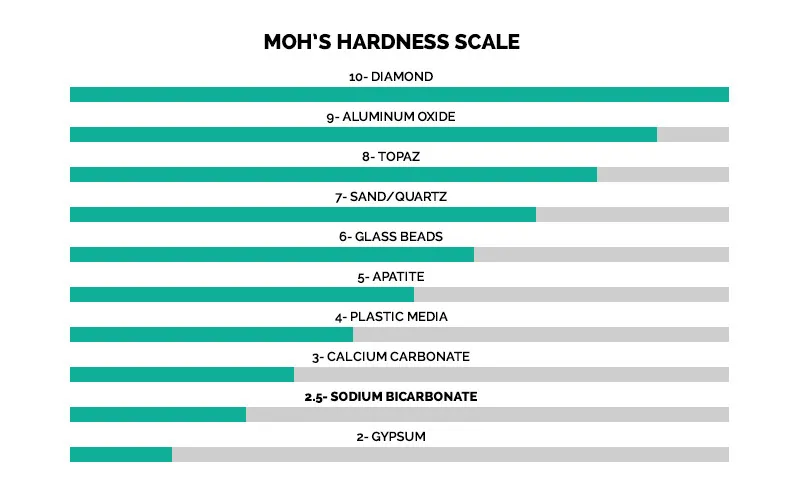 MOH'S HARDNESS SCALE
10- DIAMOND
9- ALUMINUM OXIDE
8- TOPAZ
7- SAND/QUARTZ
6- GLASS BEADS
5- APATITE
4- PLASTIC MEDIA
3- CALCIUM CARBONATE
2.5- SODIUM BICARBONATE
2- GYPSUM